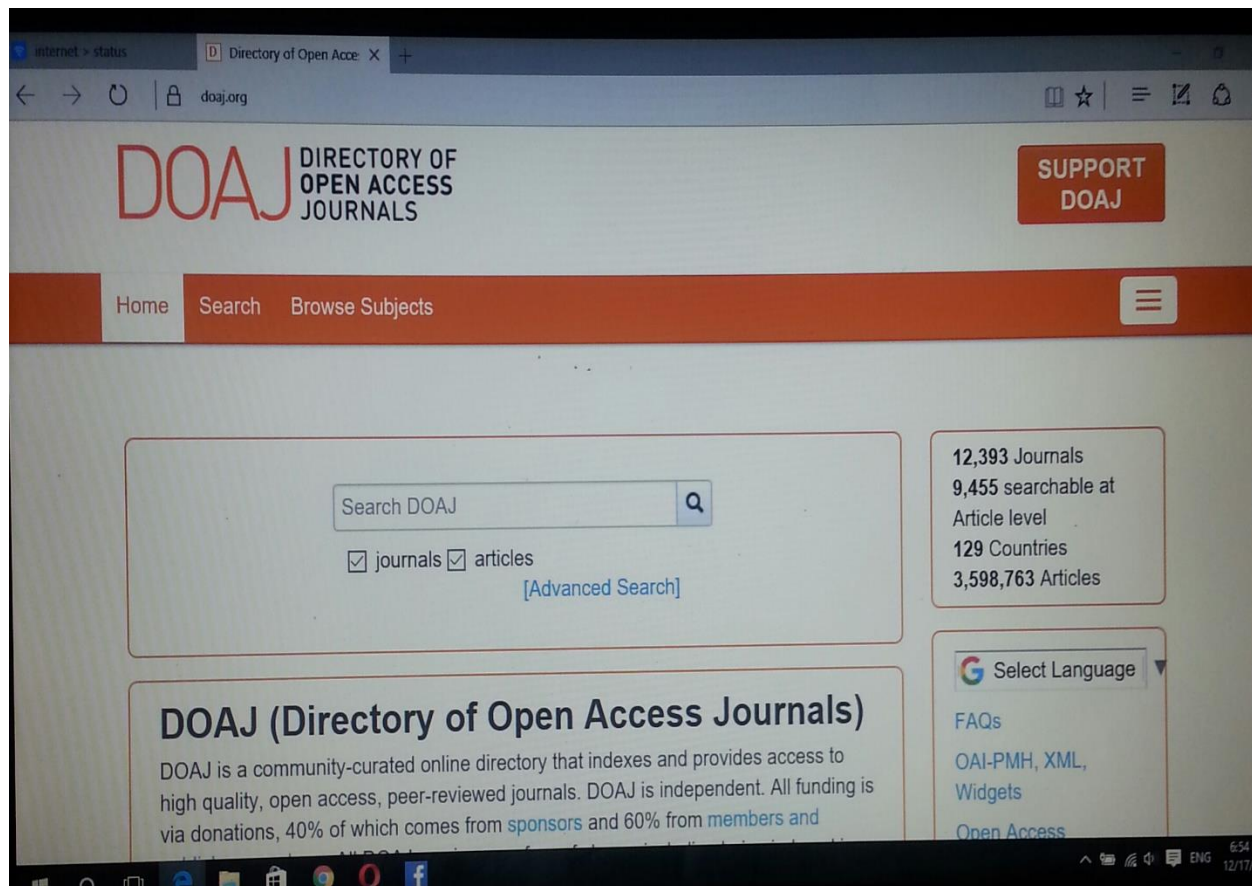 internet > status
D Directory of Open Acce X +
doaj.org
DOAJ DIRECTORY OF
OPEN ACCESS
JOURNALS
SUPPORT
DOAJ
Home Search Browse Subjects
Search DOAJ
journals articles
[Advanced Search]
12,393 Journals
9,455 searchable at
Article level
129 Countries
3,598,763 Articles
G Select Language
FAQs
OAI-PMH, XML,
Widgets
Open Access
DOAJ (Directory of Open Access Journals)
DOAJ is a community-curated online directory that indexes and provides access to
high quality, open access, peer-reviewed journals. DOAJ is independent. All funding is
via donations, 40% of which comes from sponsors and 60% from members and
ENG
6:54
12/17/